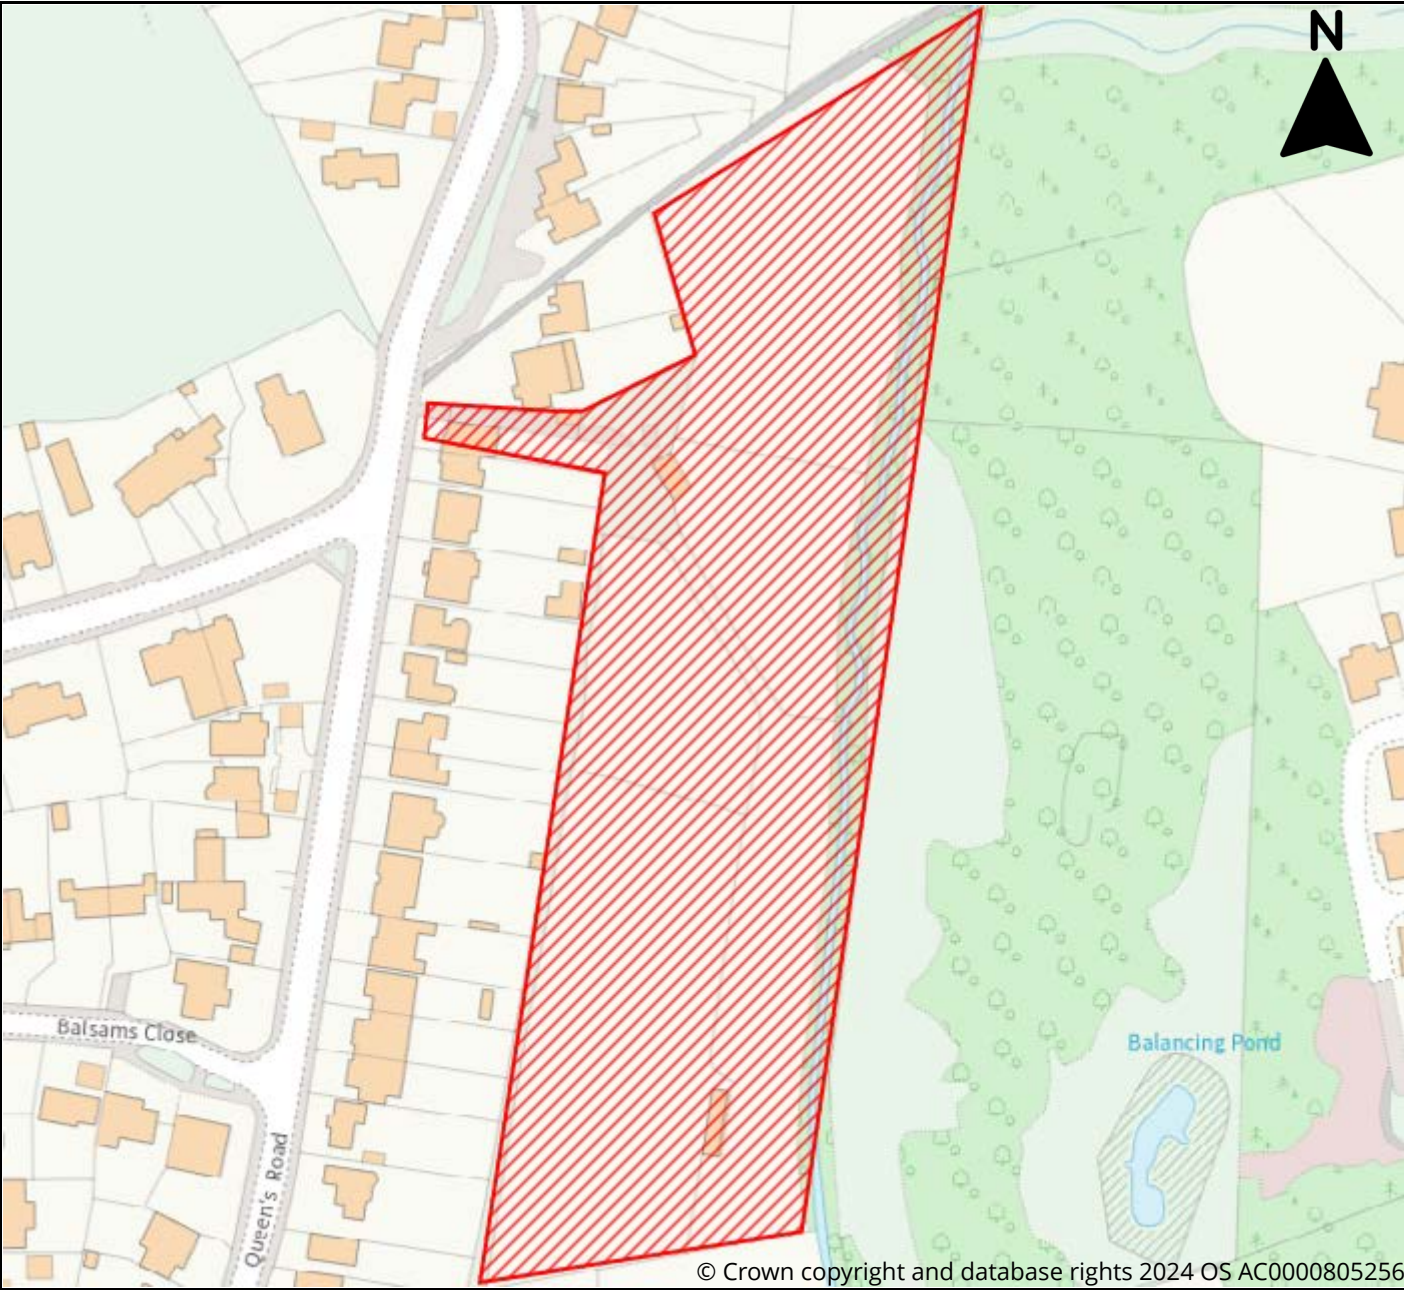 N
Balsams Close
Balancing Pond
Queen's Road
© Crown copyright and database rights 2024 OS AC0000805256